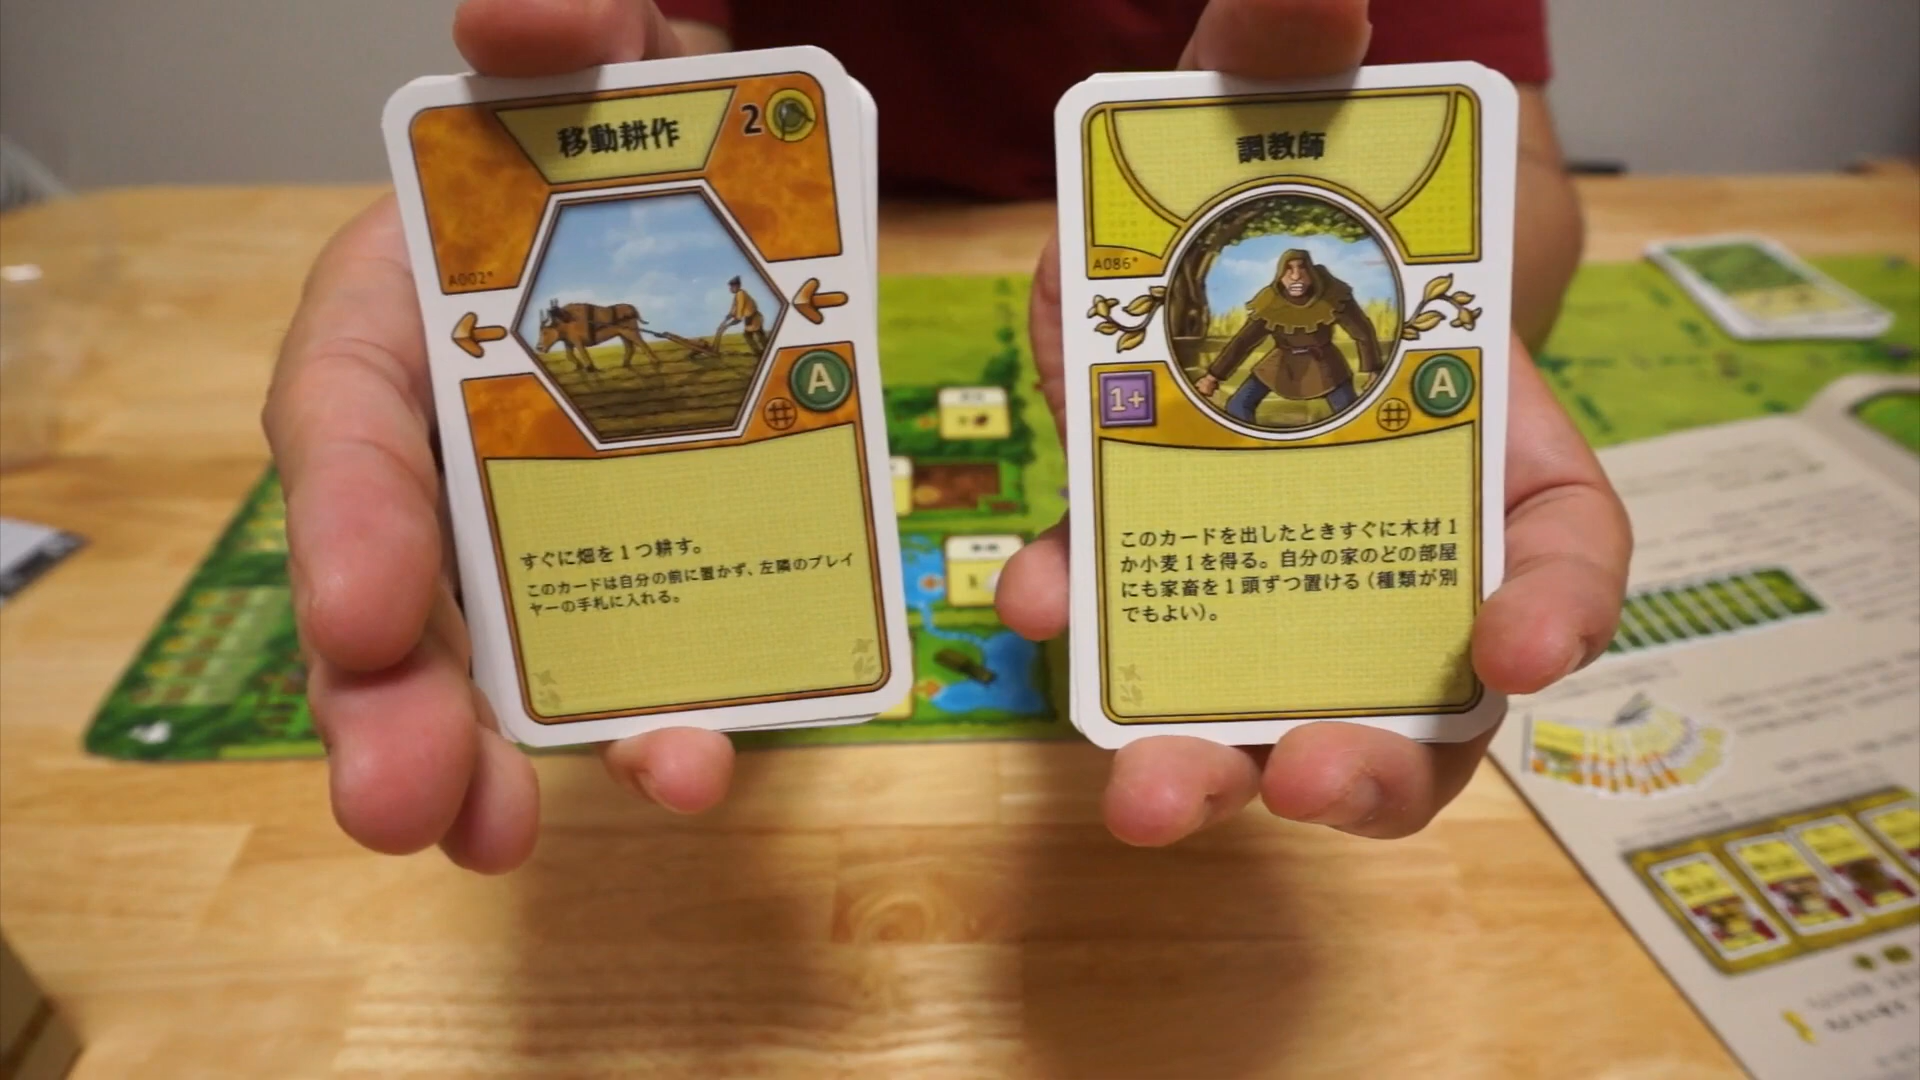 移動耕作
2
A002*
A
すぐに畑を1つ耕す。
このカードは自分の前に置かず、左隣のプレイ
ヤーの手札に入れる。
調教師
A086*
1+
A
このカードを出したときすぐに木材1
か小麦1を得る。自分の家のどの部屋
にも家畜を1頭ずつ置ける(種類が別
でもよい)。